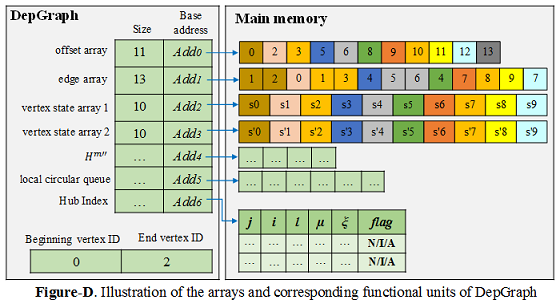 DepGraph
Size
Base address
offset array 11 Add0
edge array 13 Add1
vertex state array 1 10 Add2
vertex state array 2 10 Add3
H^m'' ... Add4
local circular queue ... Add5
Hub Index ... Add6
Beginning vertex ID End vertex ID
0 2
Main memory
0 2 3 5 6 8 9 10 11 12 13
1 2 0 1 3 4 5 6 4 7 8 9 7
s0 s1 s2 s3 s4 s5 s6 s7 s8 s9
s'0 s'1 s'2 s'3 s'4 s'5 s'6 s'7 s'8 s'9
... ... ... ...
... ... ... ... ... ...
j i l μ ξ flag
... ... ... ... ... N/I/A
... ... ... ... ... N/I/A
Figure-D. Illustration of the arrays and corresponding functional units of DepGraph